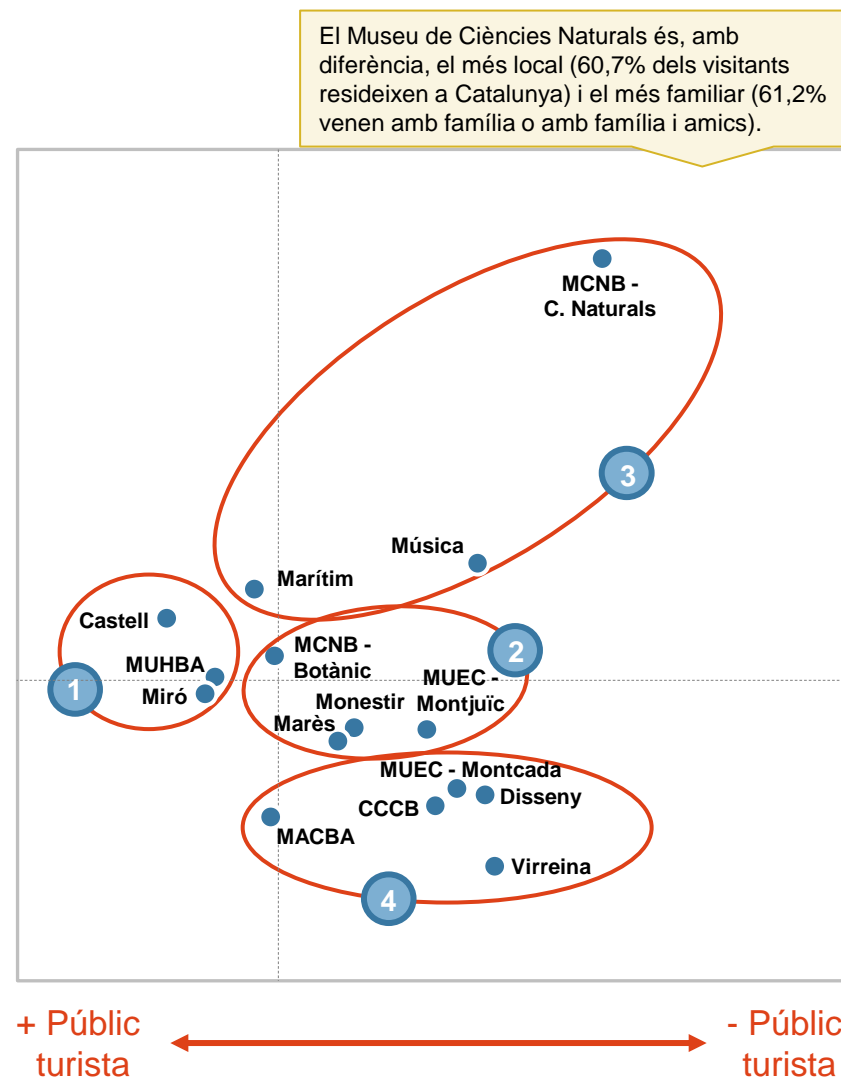 El Museu de Ciències Naturals és, amb
diferència, el més local (60,7% dels visitants
resideixen a Catalunya) i el més familiar (61,2%
venen amb família o amb família i amics).
MCNB -
C. Naturals
3
Música
Marítim
Castell
MCNB -
Botànic
2
MUHBA
MUEC -
Montjuïc
1
Miró
Monestir
Marès
MUEC - Montcada
Disseny
CCCB
MACBA
Virreina
4
+ Públic
turista
- Públic
turista